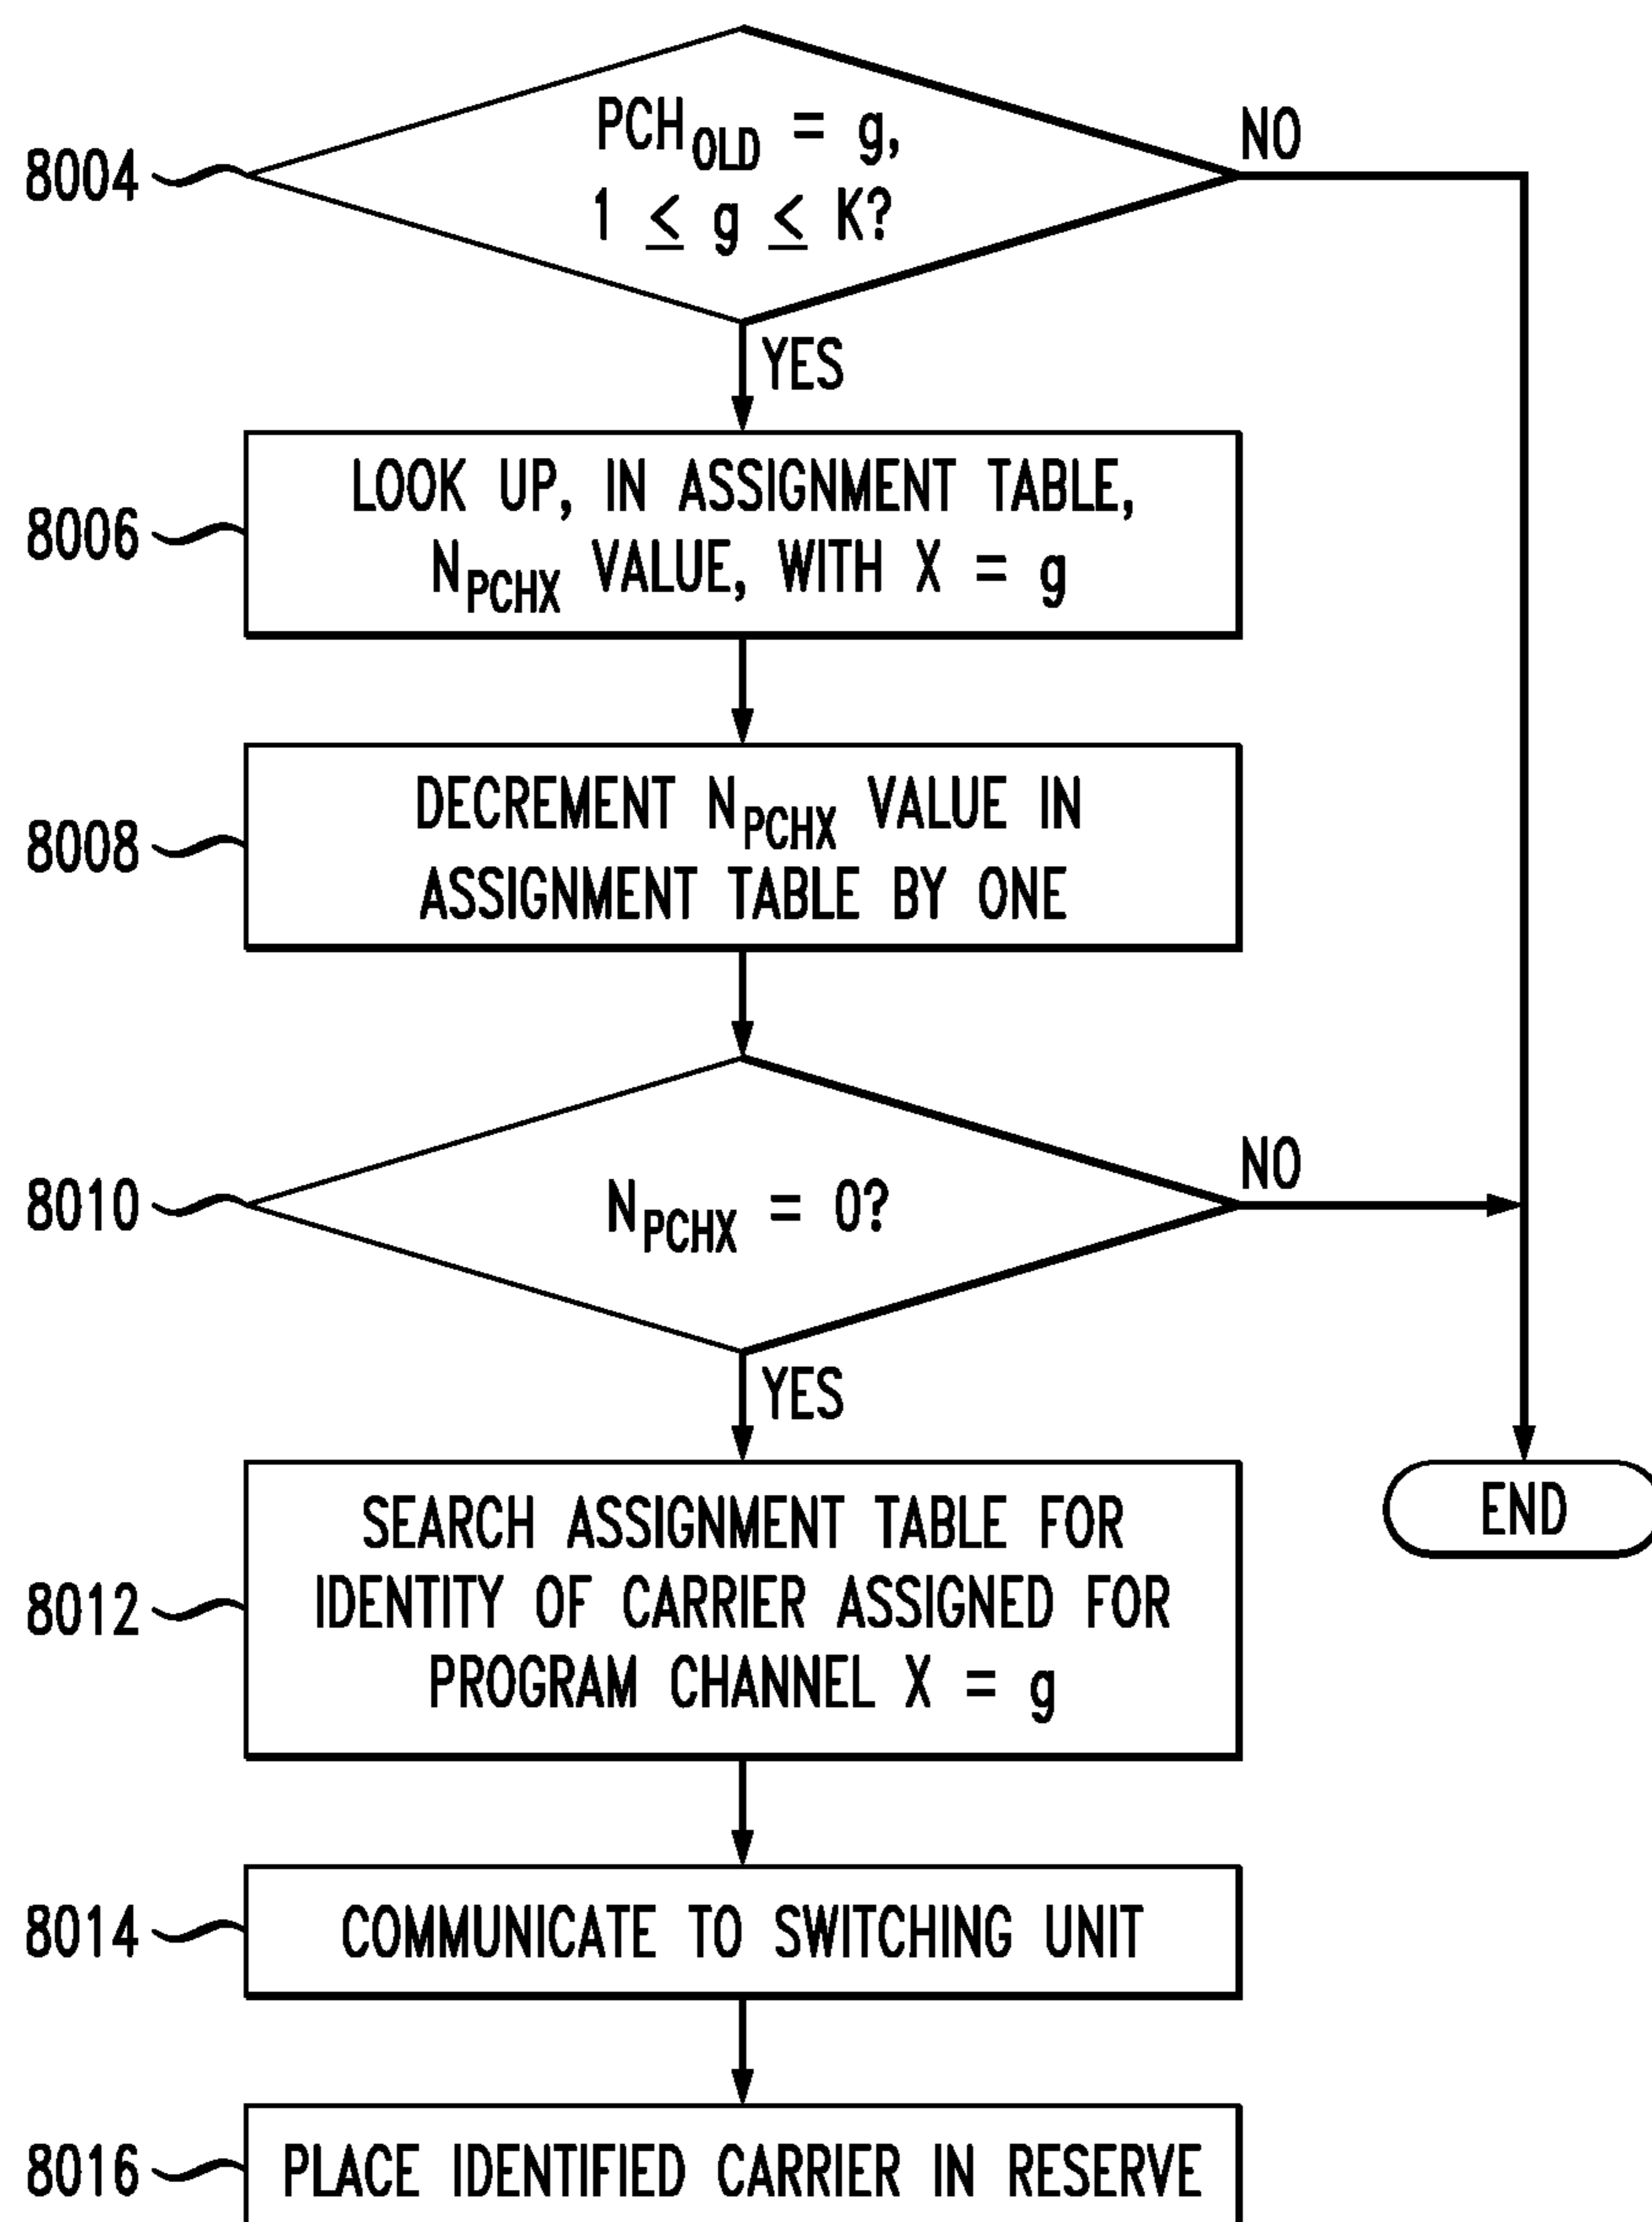 PCH_OLD = g,
1 ≤ g ≤ K?
NO
8004
YES
LOOK UP, IN ASSIGNMENT TABLE,
N_PCHX VALUE, WITH X = g
8006
DECREMENT N_PCHX VALUE IN
ASSIGNMENT TABLE BY ONE
8008
N_PCHX = 0?
NO
8010
YES
SEARCH ASSIGNMENT TABLE FOR
IDENTITY OF CARRIER ASSIGNED FOR
PROGRAM CHANNEL X = g
8012
END
COMMUNICATE TO SWITCHING UNIT
8014
PLACE IDENTIFIED CARRIER IN RESERVE
8016